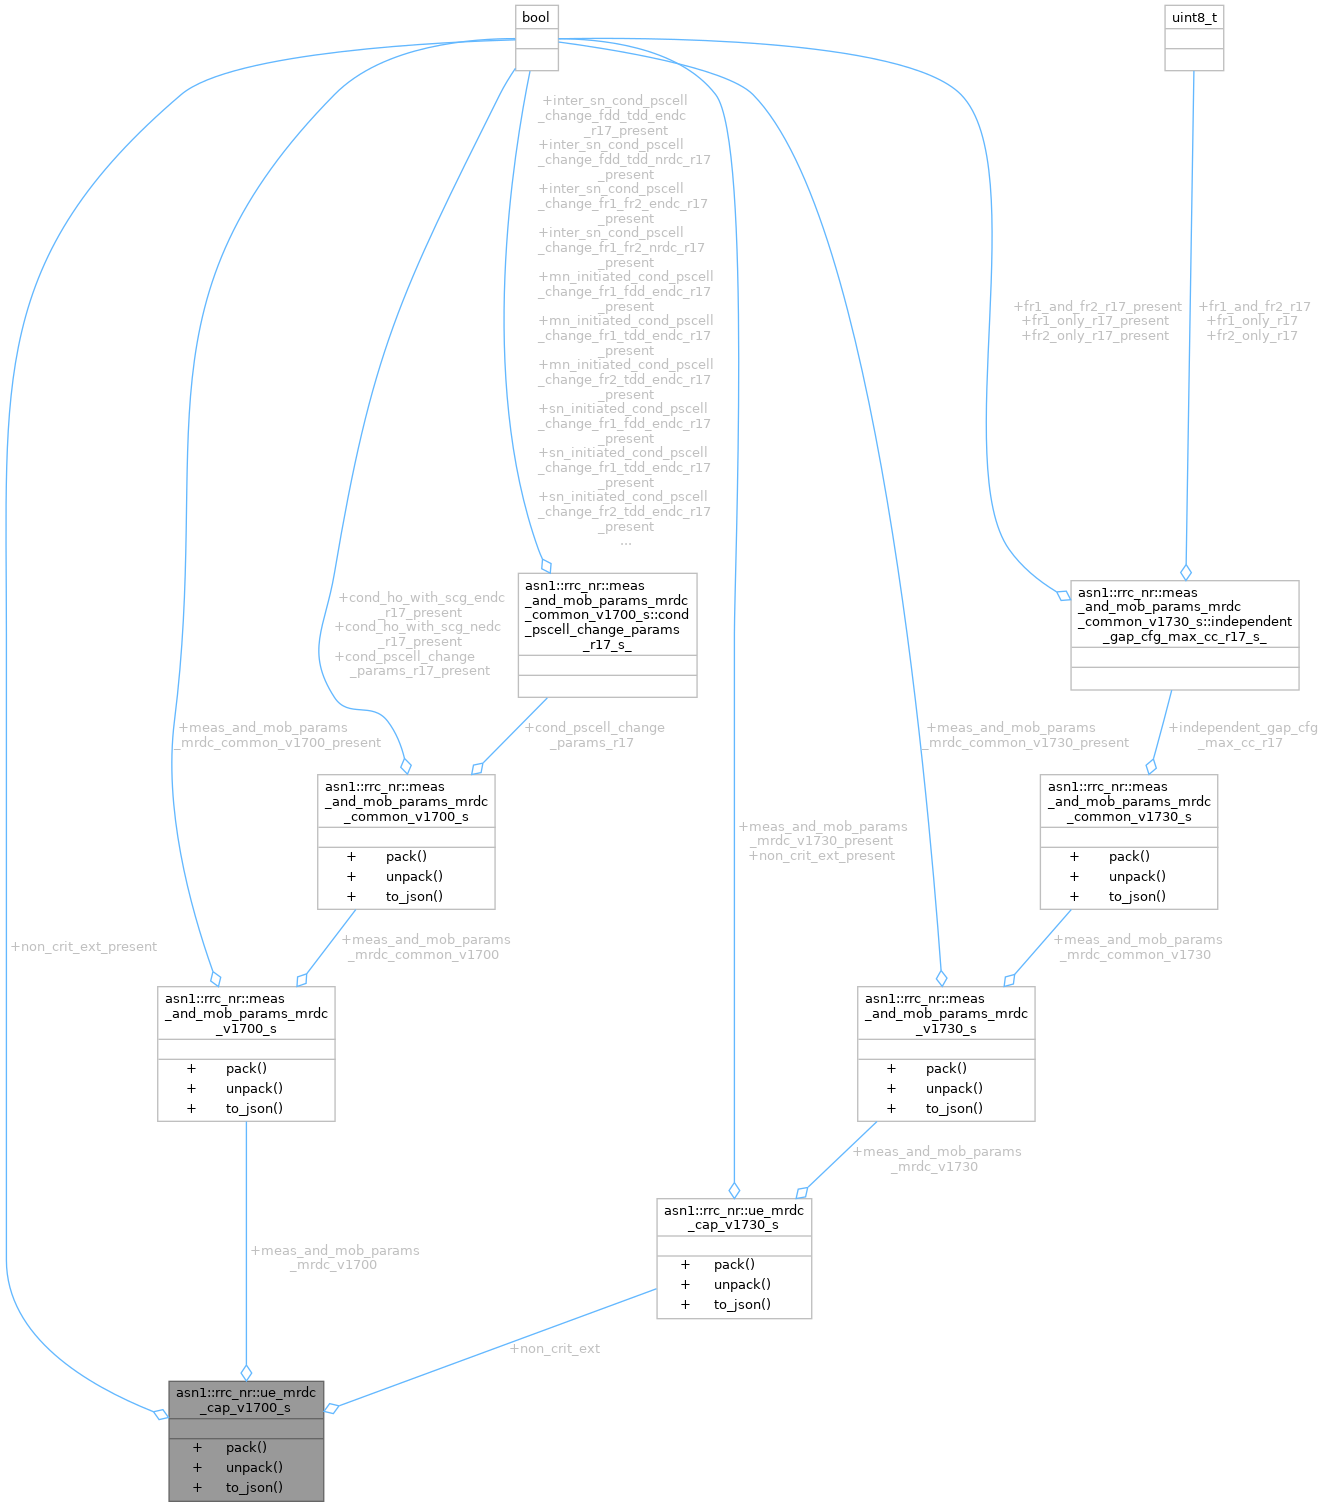 bool
uint8_t
+inter_sn_cond_pscell
_change_fdd_tdd_endc
_r17_present
+inter_sn_cond_pscell
_change_fdd_tdd_nrdc_r17
_present
+inter_sn_cond_pscell
_change_fr1_fr2_endc_r17
_present
+inter_sn_cond_pscell
_change_fr1_fr2_nrdc_r17
_present
+mn_initiated_cond_pscell
_change_fr1_fdd_endc_r17
_present
+mn_initiated_cond_pscell
_change_fr1_tdd_endc_r17
_present
+mn_initiated_cond_pscell
_change_fr2_tdd_endc_r17
_present
+sn_initiated_cond_pscell
_change_fr1_fdd_endc_r17
_present
+sn_initiated_cond_pscell
_change_fr1_tdd_endc_r17
_present
+sn_initiated_cond_pscell
_change_fr2_tdd_endc_r17
_present
...
+fr1_and_fr2_r17_present
+fr1_only_r17_present
+fr2_only_r17_present
+fr1_and_fr2_r17
+fr1_only_r17
+fr2_only_r17
+cond_ho_with_scg_endc
_r17_present
+cond_ho_with_scg_nedc
_r17_present
+cond_pscell_change
_params_r17_present
asn1::rrc_nr::meas
_and_mob_params_mrdc
_common_v1700_s::cond
_pscell_change_params
_r17_s_
asn1::rrc_nr::meas
_and_mob_params_mrdc
_common_v1730_s::independent
_gap_cfg_max_cc_r17_s_
+meas_and_mob_params
_mrdc_common_v1700_present
+cond_pscell_change
_params_r17
+meas_and_mob_params
_mrdc_common_v1730_present
+independent_gap_cfg
_max_cc_r17
asn1::rrc_nr::meas
_and_mob_params_mrdc
_common_v1700_s
+ pack()
+ unpack()
+ to_json()
+meas_and_mob_params
_mrdc_v1730_present
+non_crit_ext_present
asn1::rrc_nr::meas
_and_mob_params_mrdc
_common_v1730_s
+ pack()
+ unpack()
+ to_json()
+non_crit_ext_present
+meas_and_mob_params
_mrdc_common_v1700
+meas_and_mob_params
_mrdc_common_v1730
asn1::rrc_nr::meas
_and_mob_params_mrdc
_v1700_s
+ pack()
+ unpack()
+ to_json()
asn1::rrc_nr::meas
_and_mob_params_mrdc
_v1730_s
+ pack()
+ unpack()
+ to_json()
+meas_and_mob_params
_mrdc_v1730
+meas_and_mob_params
_mrdc_v1700
asn1::rrc_nr::ue_mrdc
_cap_v1730_s
+ pack()
+ unpack()
+ to_json()
+non_crit_ext
asn1::rrc_nr::ue_mrdc
_cap_v1700_s
+ pack()
+ unpack()
+ to_json()